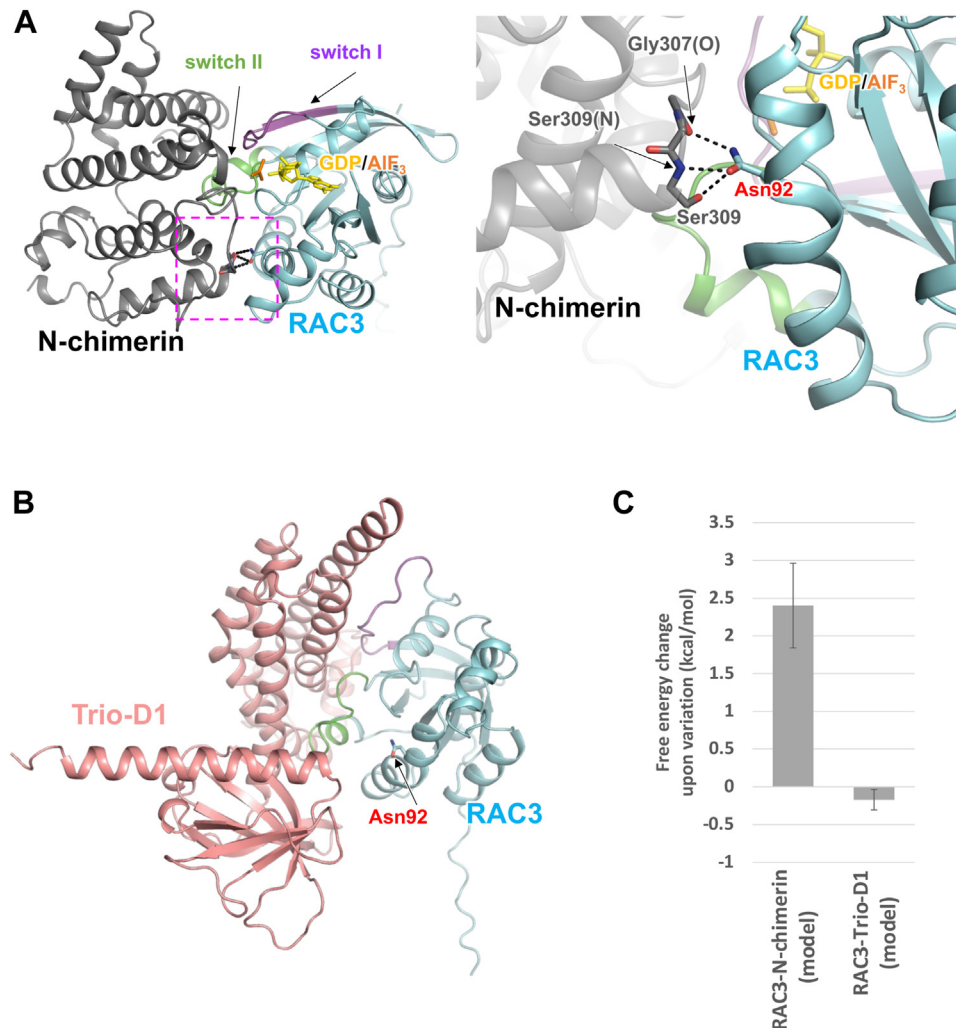 A
switch II
switch I
GDP/AlF₃
N-chimerin
RAC3
Gly307(O)
Ser309(N)
GDP/AlF₃
Asn92
Ser309
N-chimerin
RAC3
B
Trio-D1
Asn92
RAC3
C
Free energy change
upon variation (kcal/mol)
3.5
3
2.5
2
1.5
1
0.5
0
-0.5
-1
RAC3-N-chimerin
(model)
RAC3-Trio-D1
(model)